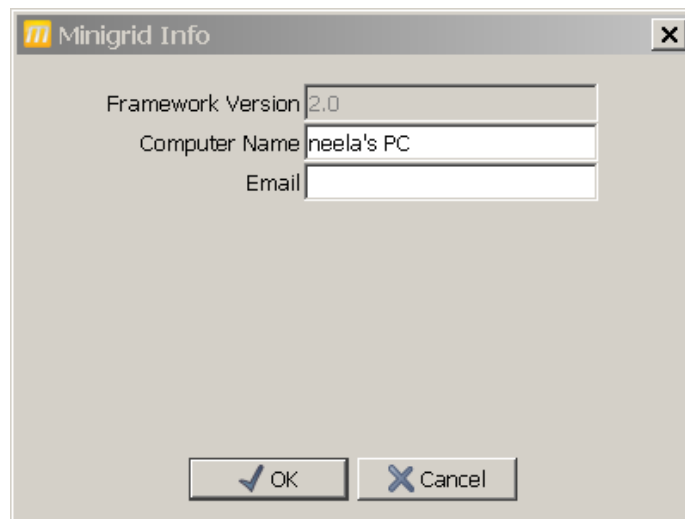 m Minigrid Info
Framework Version 2.0
Computer Name neela's PC
Email
OK Cancel